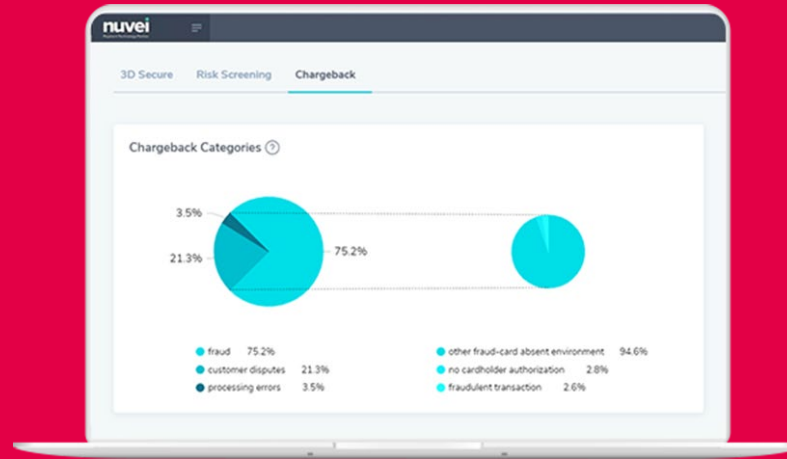 nuvei
3D Secure Risk Screening Chargeback
Chargeback Categories ?
3.5%
21.3%
75.2%
fraud 75.2%
customer disputes 21.3%
processing errors 3.5%
other fraud-card absent environment 94.6%
no cardholder authorization 2.8%
fraudulent transaction 2.6%